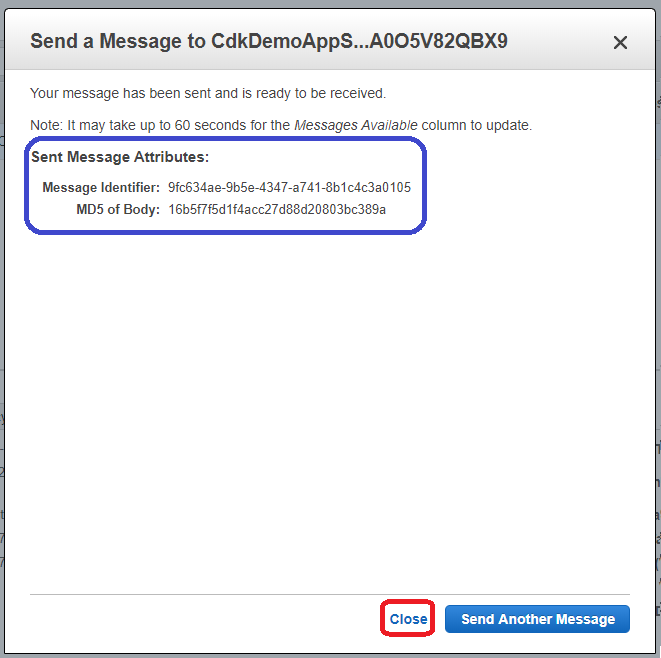 Send a Message to CdkDemoAppS...A0O5V82QBX9
Your message has been sent and is ready to be received.
Note: It may take up to 60 seconds for the Messages Available column to update.
Sent Message Attributes:
Message Identifier: 9fc634ae-9b5e-4347-a741-8b1c4c3a0105
MD5 of Body: 16b5f7f5d1f4acc27d88d20803bc389a
Close
Send Another Message